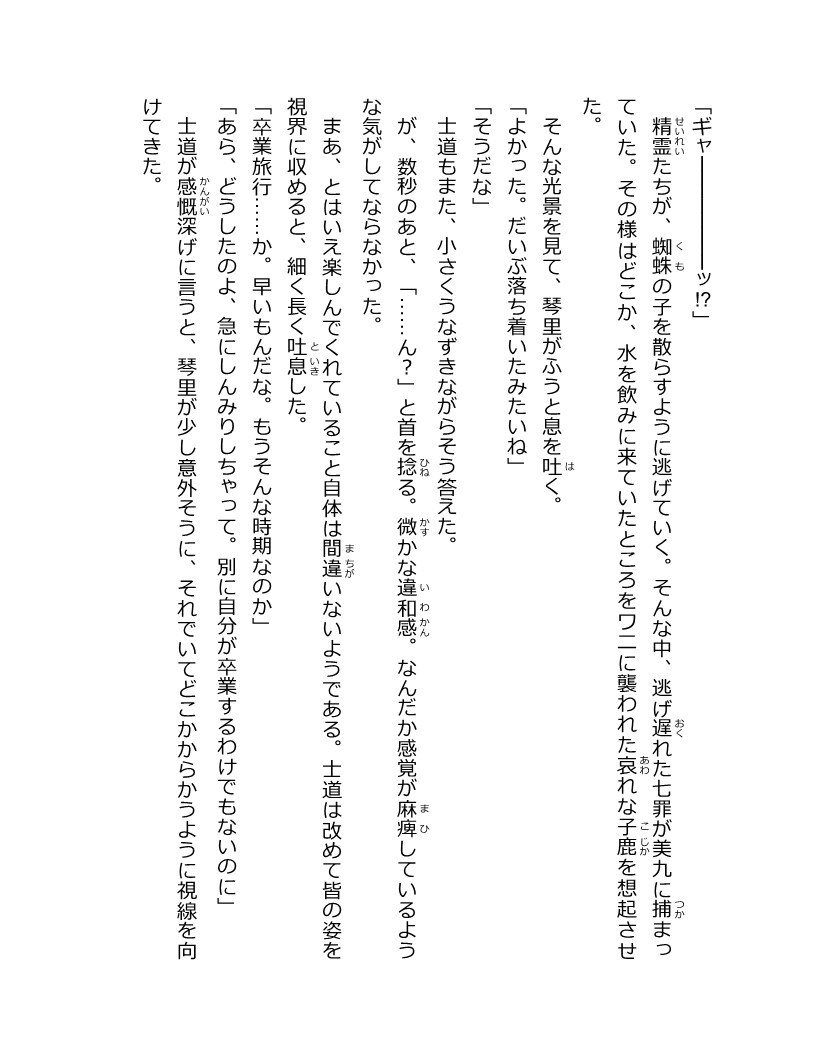 「ギャ――――――ッ!?」
　精霊たちが、蜘蛛の子を散らすように逃げていく。そんな中、逃げ遅れた七罪が美九に捕まっ
ていた。その様はどこか、水を飲みに来ていたところをワニに襲われた哀れな子鹿を想起させ
た。
　そんな光景を見て、琴里がふうと息を吐く。
「よかった。だいぶ落ち着いたみたいね」
「そうだな」
　士道もまた、小さくうなずきながらそう答えた。
　が、数秒のあと、「……ん？」と首を捻る。微かな違和感。なんだか感覚が麻痺しているよう
な気がしてならなかった。
　まあ、とはいえ楽しんでくれていること自体は間違いないようである。士道は改めて皆の姿を
視界に収めると、細く長く吐息した。
「卒業旅行……か。早いもんだな。もうそんな時期なのか」
「あら、どうしたのよ、急にしんみりしちゃって。別に自分が卒業するわけでもないのに」
　士道が感慨深げに言うと、琴里が少し意外そうに、それでいてどこかからかうように視線を向
けてきた。